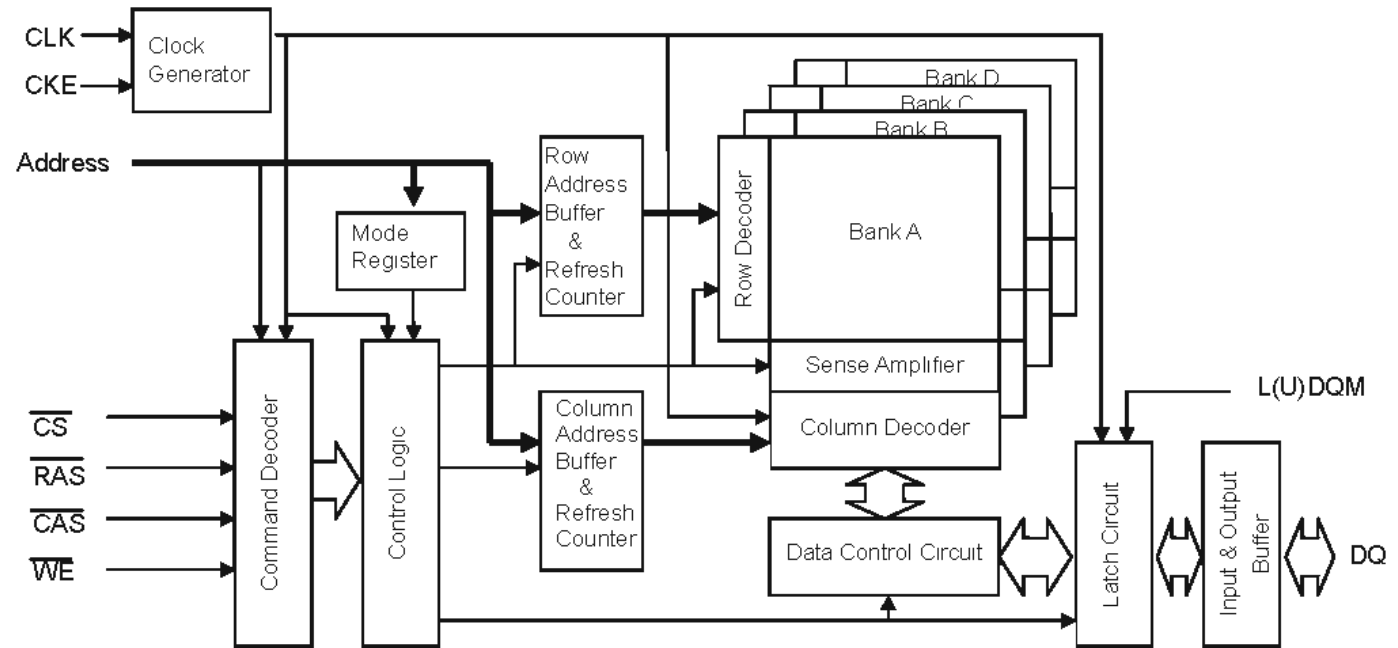 CLK
CKE
Clock
Generator
Address
Mode
Register
Row
Address
Buffer
&
Refresh
Counter
Bank D
Bank C
Bank B
Row Decoder
Bank A
Sense Amplifier
Column Decoder
CS
RAS
CAS
WE
Command Decoder
Control Logic
Column
Address
Buffer
&
Refresh
Counter
Data Control Circuit
L(U)DQM
Latch Circuit
Input & Output
Buffer
DQ